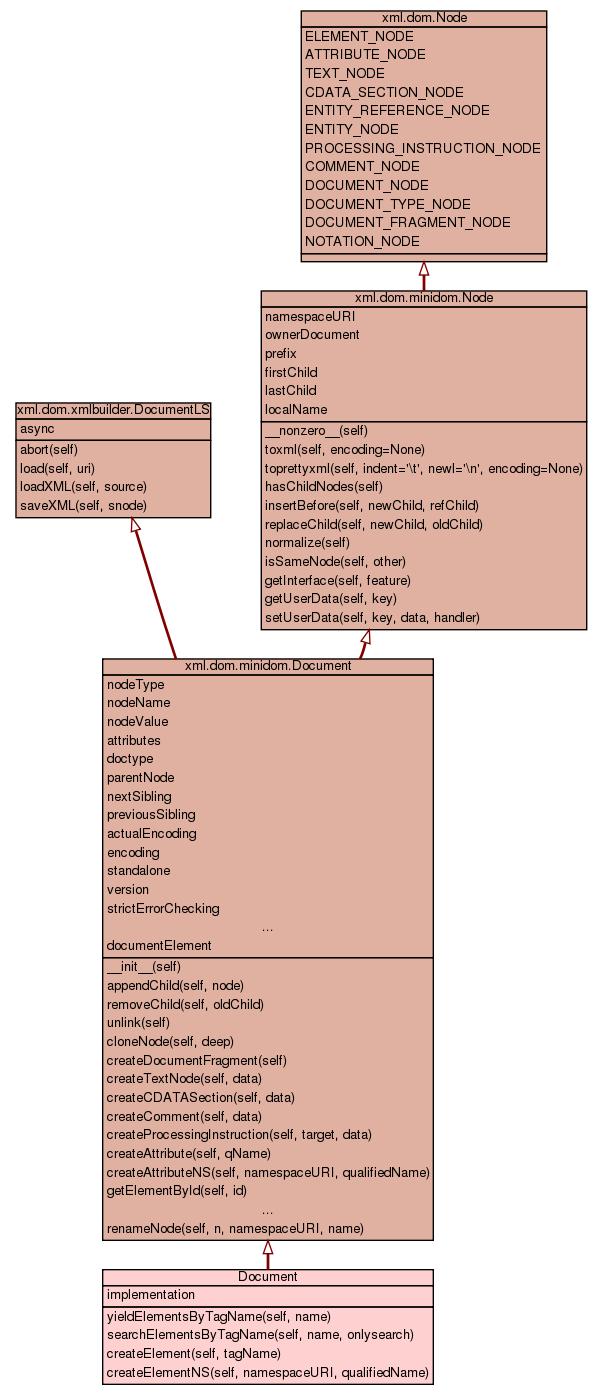 xml.dom.Node
ELEMENT_NODE
ATTRIBUTE_NODE
TEXT_NODE
CDATA_SECTION_NODE
ENTITY_REFERENCE_NODE
ENTITY_NODE
PROCESSING_INSTRUCTION_NODE
COMMENT_NODE
DOCUMENT_NODE
DOCUMENT_TYPE_NODE
DOCUMENT_FRAGMENT_NODE
NOTATION_NODE
xml.dom.minidom.Node
namespaceURI
ownerDocument
prefix
firstChild
lastChild
localName
__nonzero__(self)
toxml(self, encoding=None)
toprettyxml(self, indent='\t', newl='\n', encoding=None)
hasChildNodes(self)
insertBefore(self, newChild, refChild)
replaceChild(self, newChild, oldChild)
normalize(self)
isSameNode(self, other)
getInterface(self, feature)
getUserData(self, key)
setUserData(self, key, data, handler)
xml.dom.xmlbuilder.DocumentLS
async
abort(self)
load(self, uri)
loadXML(self, source)
saveXML(self, snode)
xml.dom.minidom.Document
nodeType
nodeName
nodeValue
attributes
doctype
parentNode
nextSibling
previousSibling
actualEncoding
encoding
standalone
version
strictErrorChecking
...
documentElement
__init__(self)
appendChild(self, node)
removeChild(self, oldChild)
unlink(self)
cloneNode(self, deep)
createDocumentFragment(self)
createTextNode(self, data)
createCDATASection(self, data)
createComment(self, data)
createProcessingInstruction(self, target, data)
createAttribute(self, qName)
createAttributeNS(self, namespaceURI, qualifiedName)
getElementById(self, id)
...
renameNode(self, n, namespaceURI, name)
Document
implementation
yieldElementsByTagName(self, name)
searchElementsByTagName(self, name, onlysearch)
createElement(self, tagName)
createElementNS(self, namespaceURI, qualifiedName)